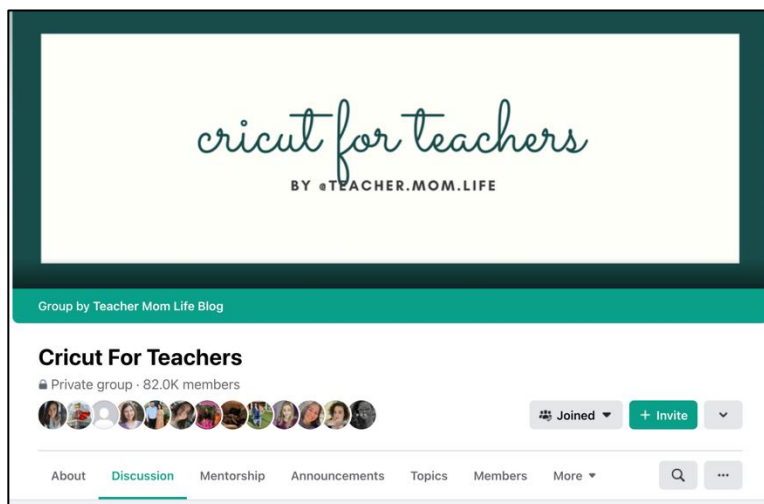 cricut for teachers
BY @TEACHER.MOM.LIFE
Group by Teacher Mom Life Blog
Cricut For Teachers
Private group · 82.0K members
Joined + Invite
About Discussion Mentorship Announcements Topics Members More